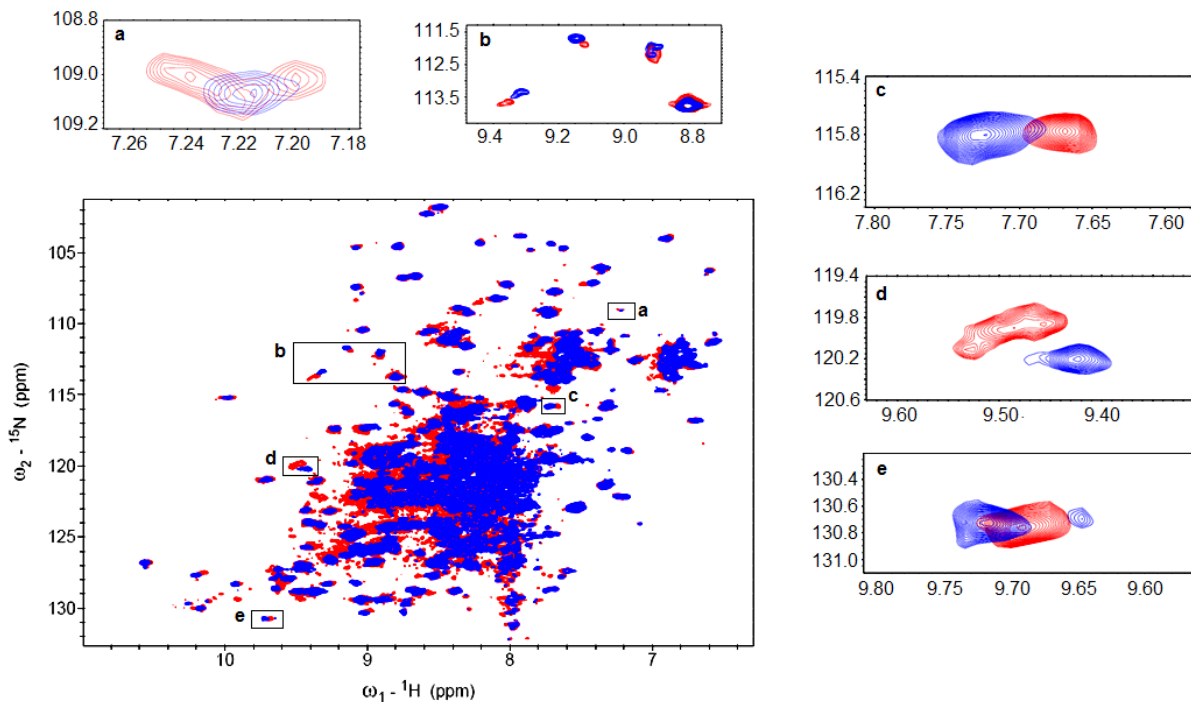 a
108.8
109.0
109.2
7.26 7.24 7.22 7.20 7.18
b
111.5
112.5
113.5
9.4 9.2 9.0 8.8
c
115.4
115.8
116.2
7.80 7.75 7.70 7.65 7.60
d
119.4
119.8
120.2
120.6
9.60 9.50 9.40
e
130.6
130.8
131.0
9.80 9.75 9.70 9.65 9.60
ω2 - 15N (ppm)
105
110
115
120
125
130
a
b
c
d
e
10 9 8 7
ω1 - 1H (ppm)